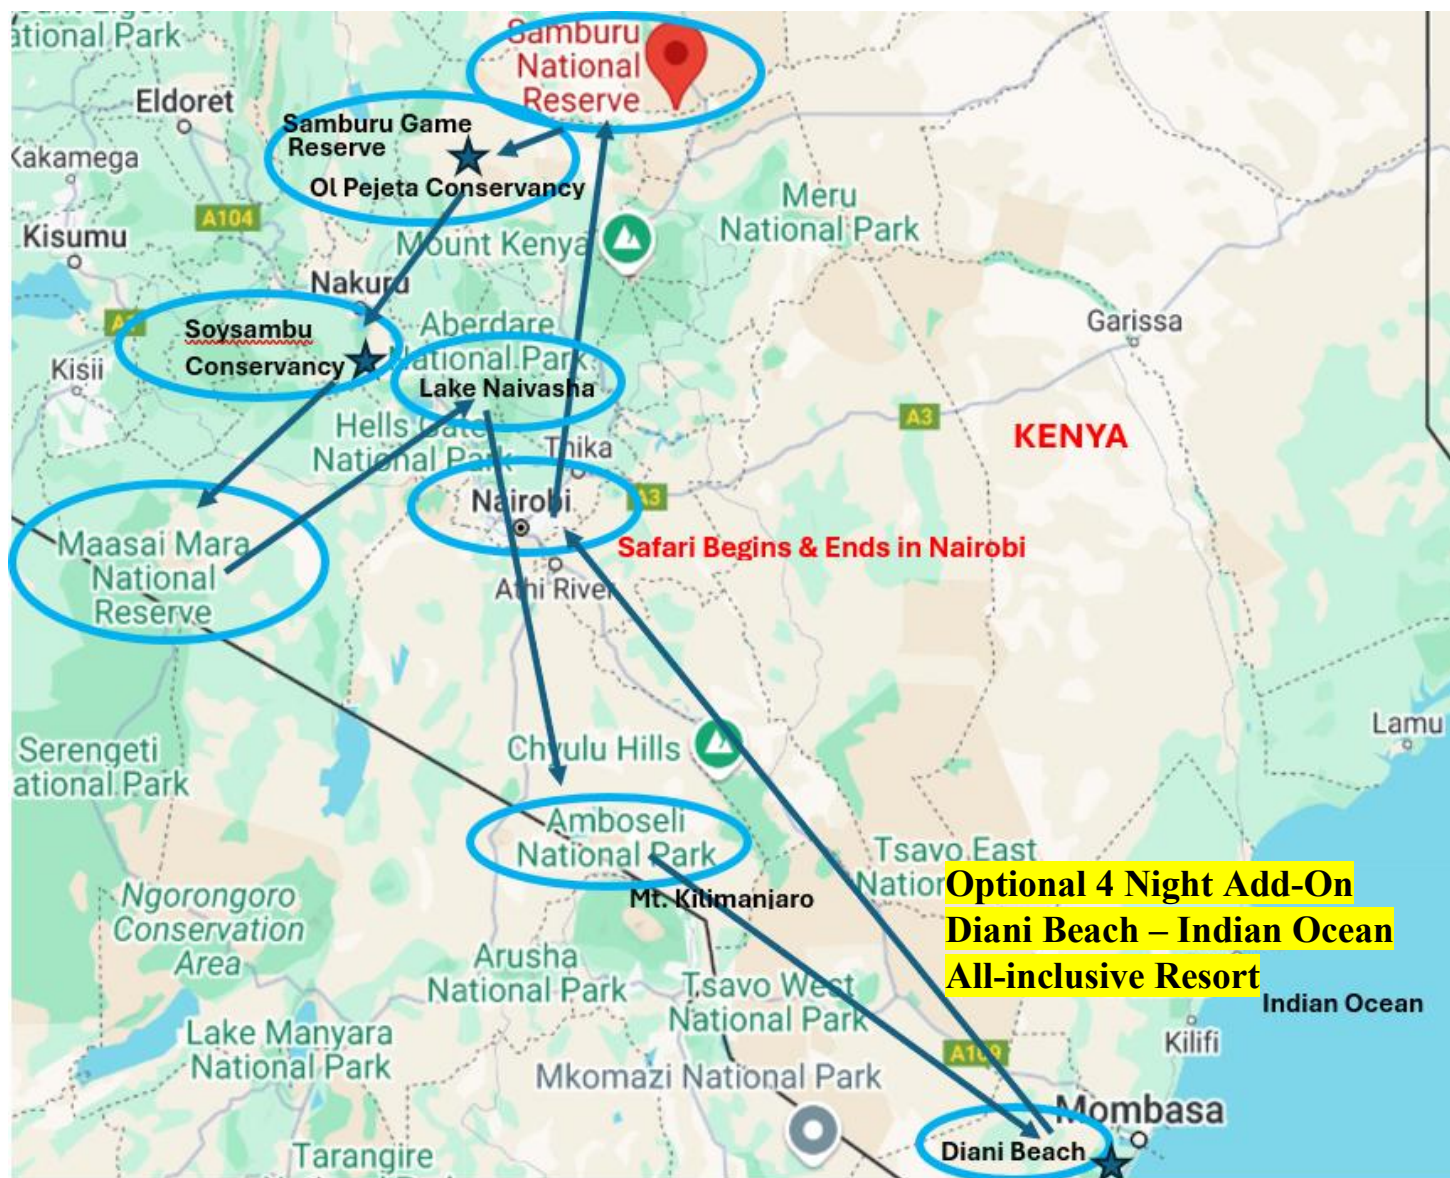 ational Park
Samburu
National
Reserve
Eldoret
Samburu Game
Reserve
Kakamega
Ol Pejeta Conservancy
Meru
National Park
A104
Kisumu
Mount Kenya
Nakuru
Garissa
Soysambu
Conservancy
Aberdare
National Park
Kisii
Lake Naivasha
A3
KENYA
Hells Gate
National Park
Thika
Nairobi
A3
Safari Begins & Ends in Nairobi
Maasai Mara
National
Reserve
Athi River
Lamu
Serengeti
ational Park
Chyulu Hills
Amboseli
National Park
Tsavo East
Nation
Optional 4 Night Add-On
Diani Beach – Indian Ocean
All-inclusive Resort
Mt. Kilimanjaro
Ngorongoro
Conservation
Area
Arusha
National Park
Tsavo West
National Park
Indian Ocean
Lake Manyara
National Park
Kilifi
A109
Mkomazi National Park
Mombasa
Diani Beach
Tarangire